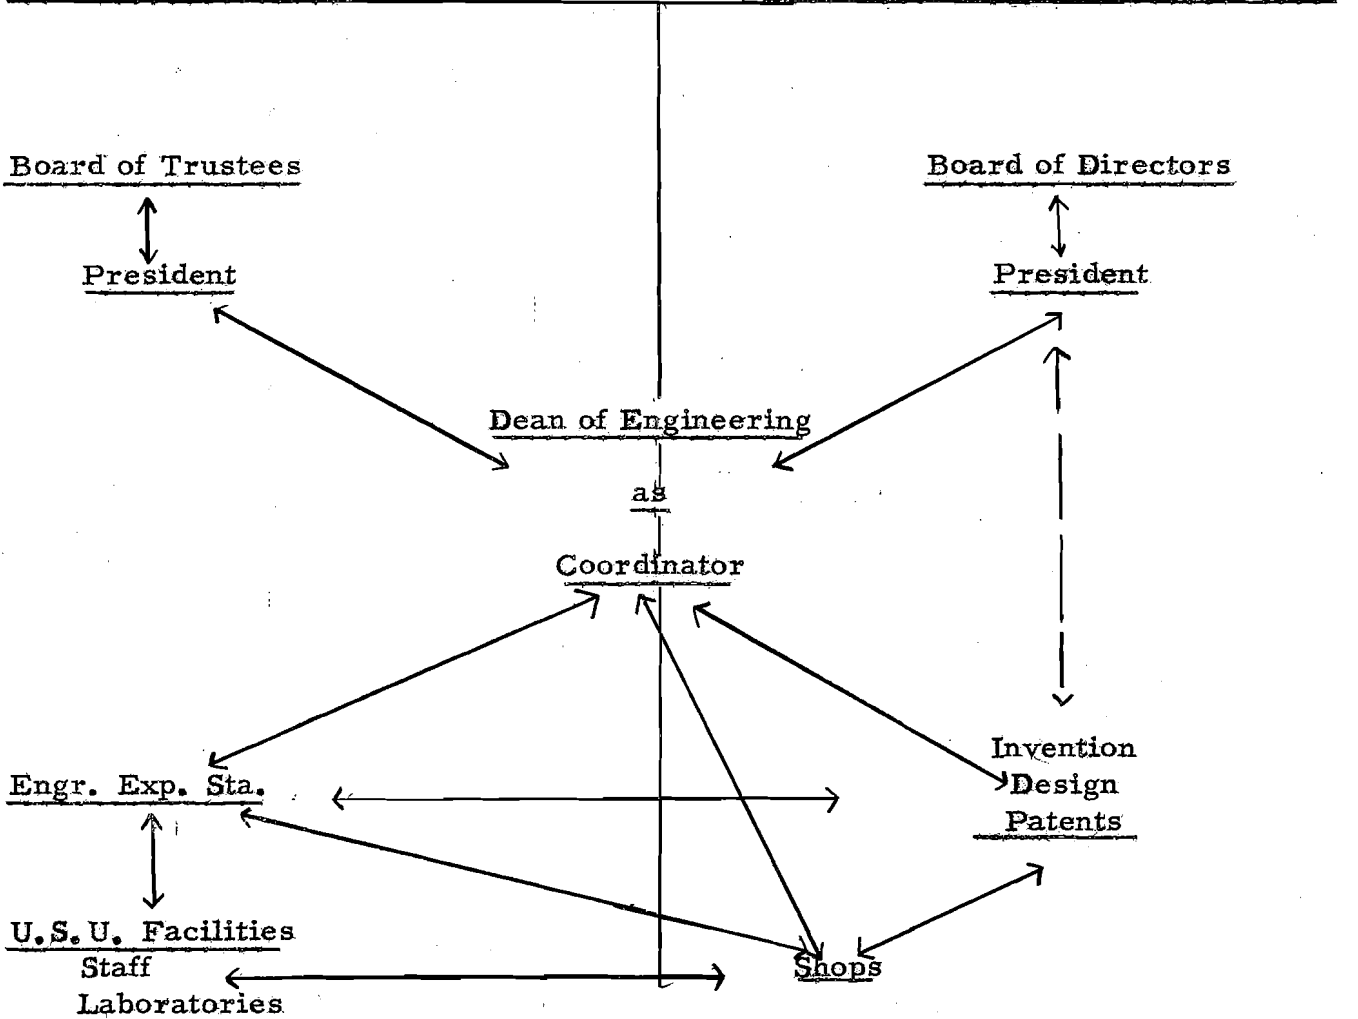 Board of Trustees
Board of Directors
President
President
Dean of Engineering
as
Coordinator
Invention
Engr. Exp. Sta.
Design
Patents
U.S.U. Facilities
Staff
Shops
Laboratories